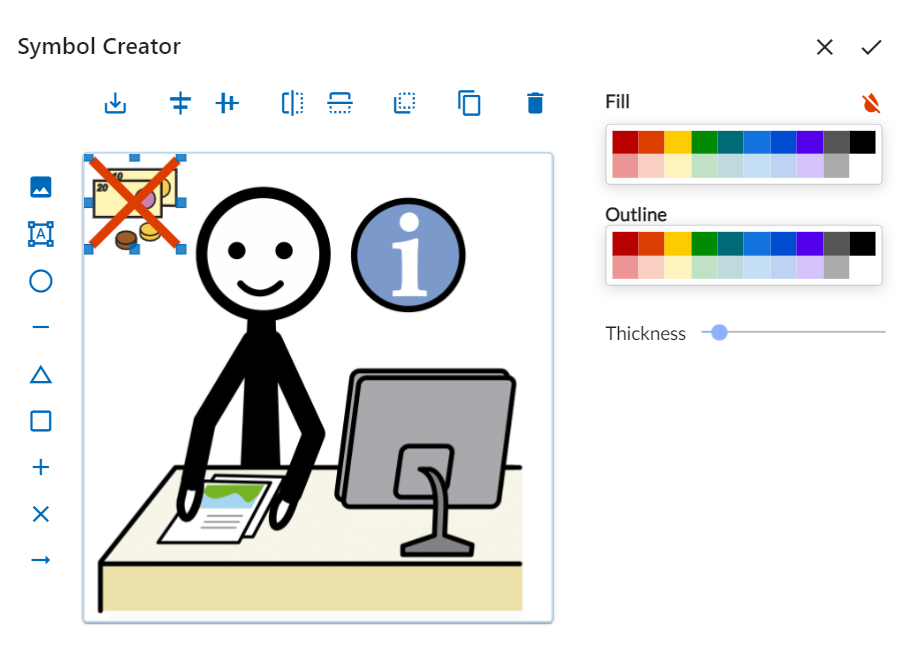 Symbol Creator
Fill
Outline
Thickness
A
10
20
i